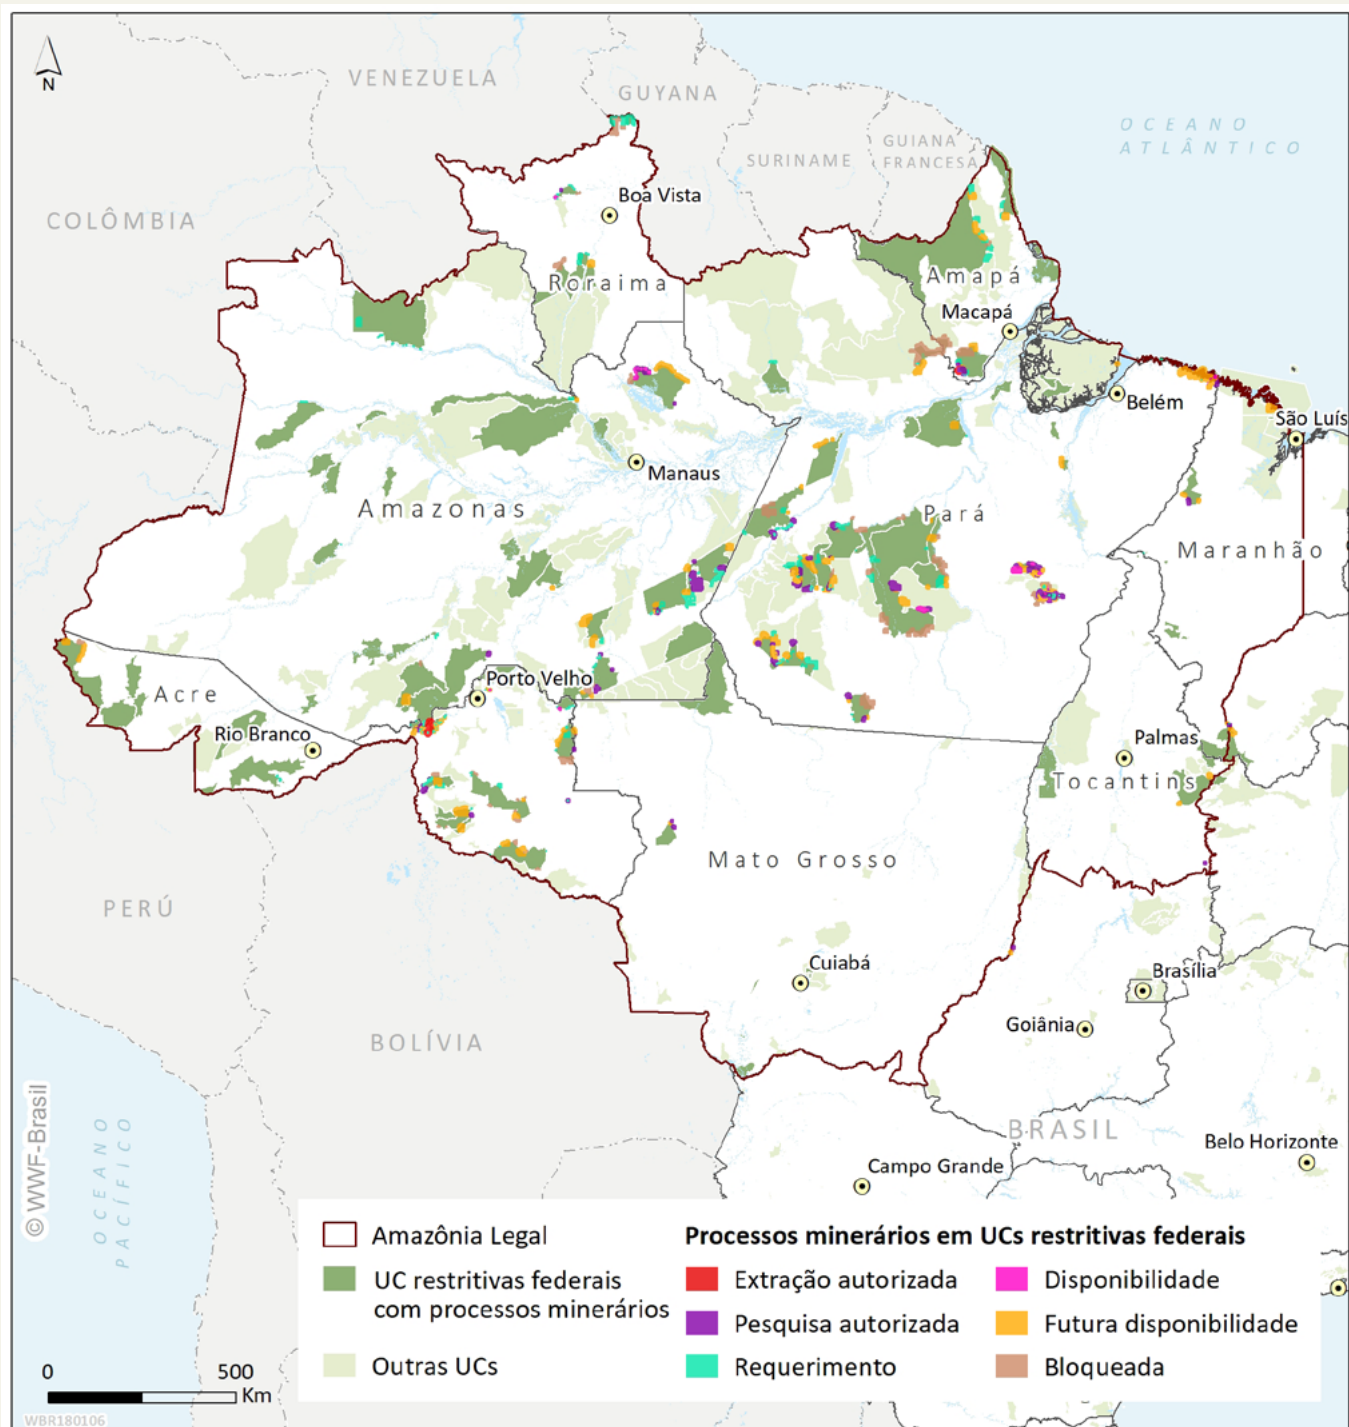 N
VENEZUELA
GUYANA
SURINAME
GUIANA
FRANCESA
OCEANO
ATLÂNTICO
COLÔMBIA
Boa Vista
Roraima
Amapá
Macapá
Belém
São Luís
Manaus
Amazonas
Pará
Maranhão
Porto Velho
Acre
Rio Branco
Palmas
Tocantins
Mato Grosso
PERÚ
Cuiabá
Brasília
Goiânia
BOLÍVIA
BRASIL
Belo Horizonte
Campo Grande
OCEANO
PACÍFICO
© WWF-Brasil
Amazônia Legal
UC restritivas federais
com processos minerários
Outras UCs
Processos minerários em UCs restritivas federais
Extração autorizada
Pesquisa autorizada
Requerimento
Disponibilidade
Futura disponibilidade
Bloqueada
0 500
Km
WBR180106